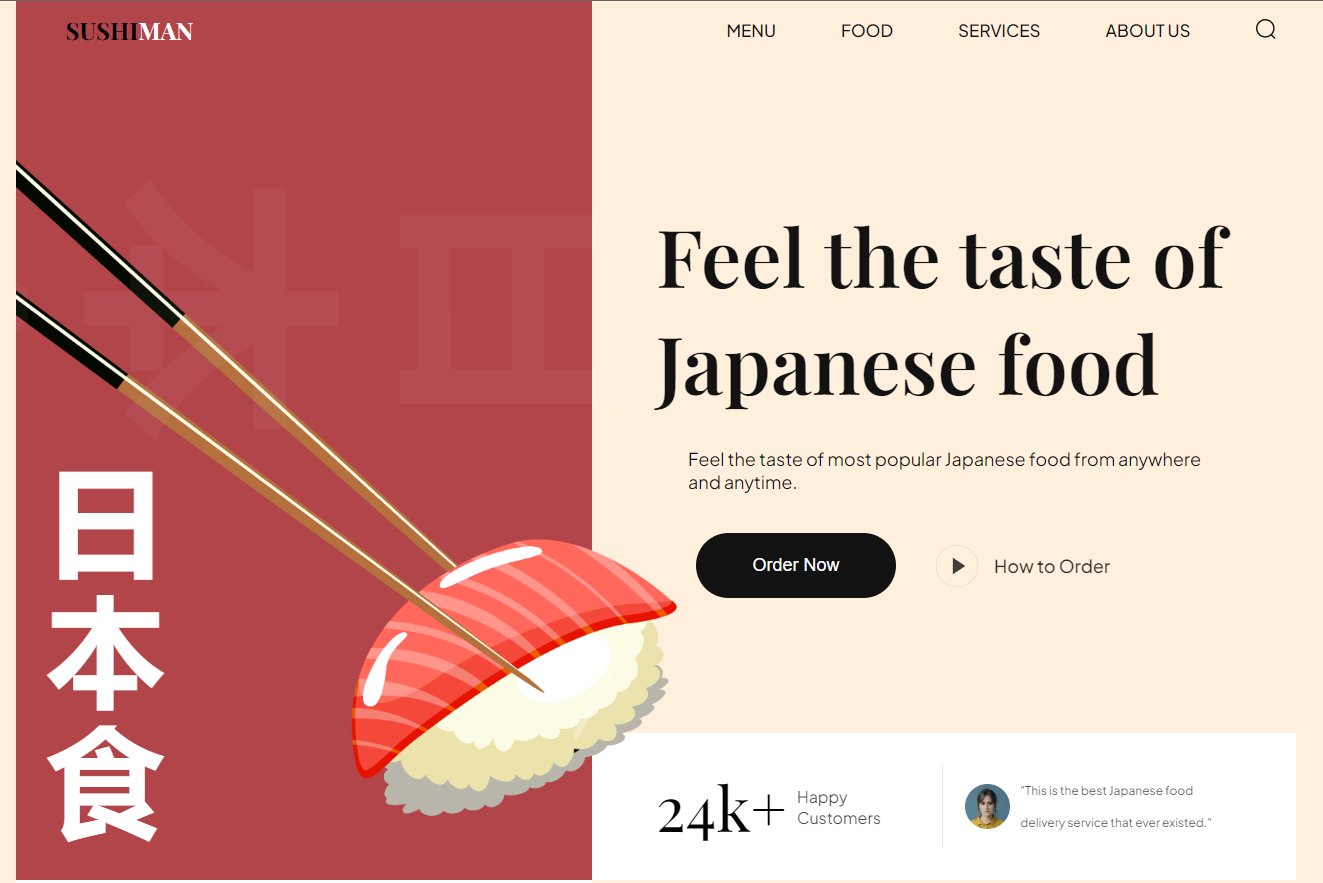 SUSHIMAN
MENU
FOOD
SERVICES
ABOUT US
Feel the taste of
Japanese food
Feel the taste of most popular Japanese food from anywhere
and anytime.
Order Now
How to Order
日
本
食
24k+
Happy
Customers
"This is the best Japanese food
delivery service that ever existed."